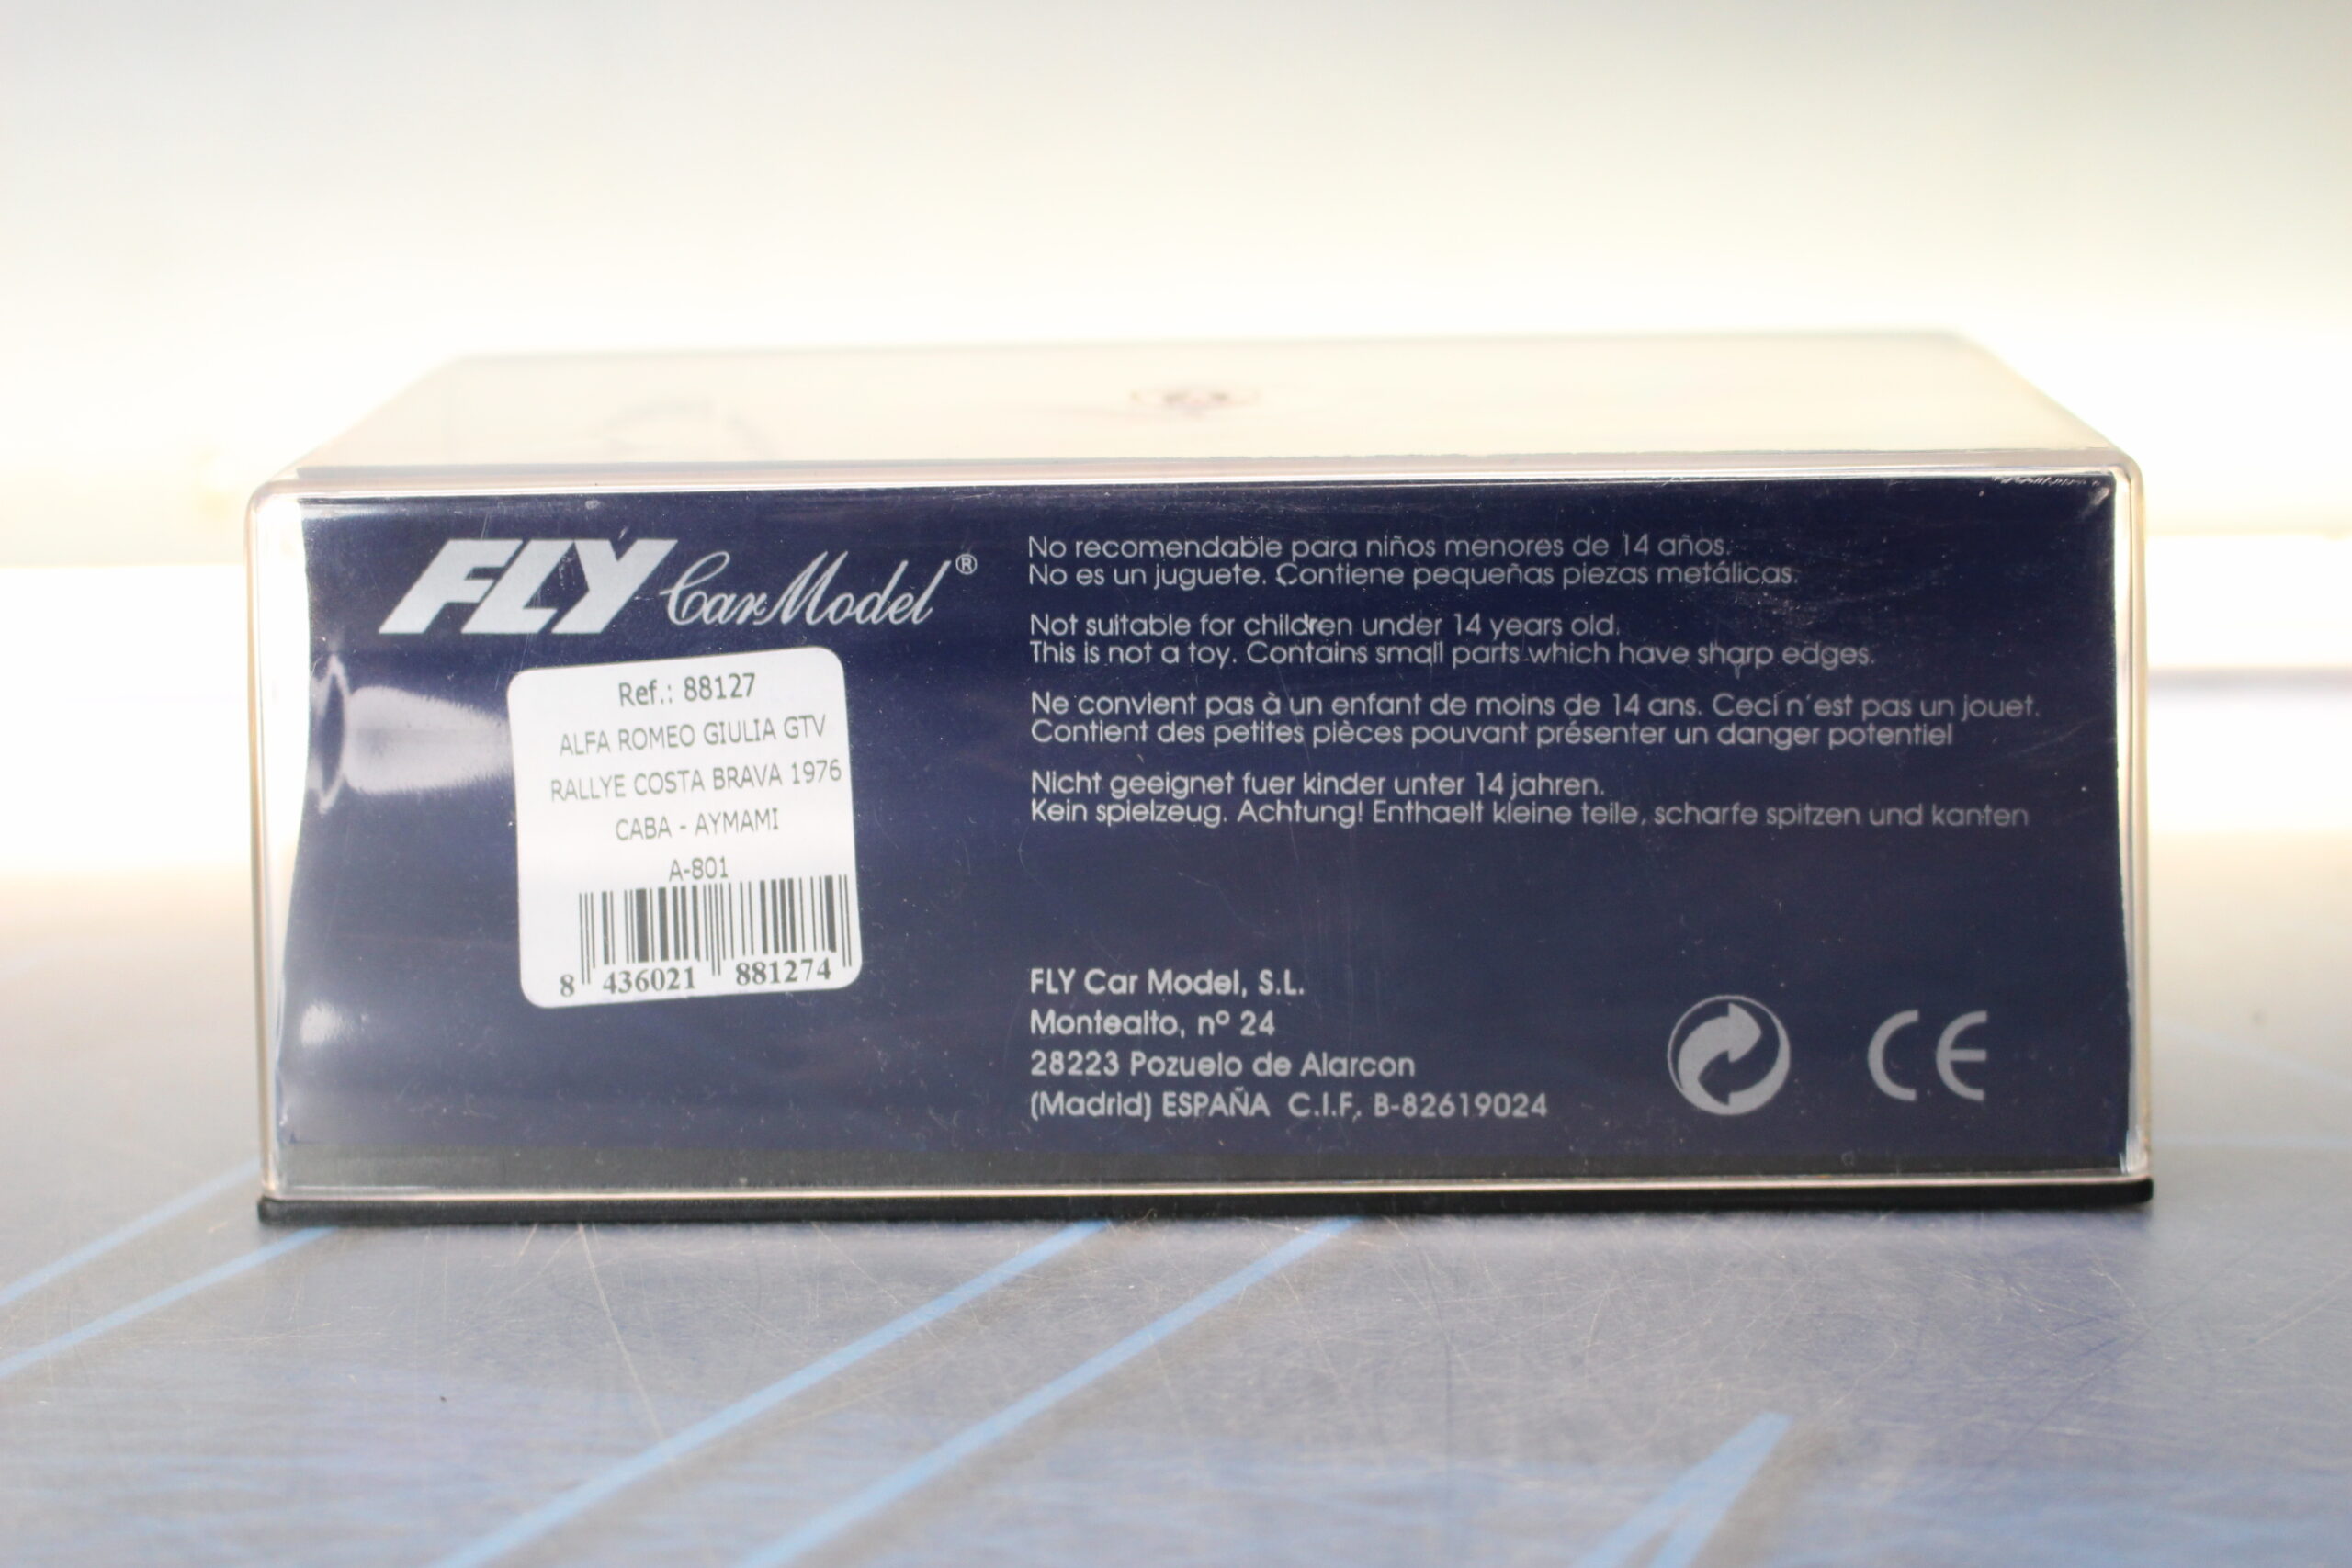 FLY Car Model®
Ref.: 88127
ALFA ROMEO GIULIA GTV
RALLYE COSTA BRAVA 1976
CABA - AYMAMI
A-801
8 436021 881274
No recomendable para niños menores de 14 años.
No es un juguete. Contiene pequeñas piezas metálicas.
Not suitable for children under 14 years old.
This is not a toy. Contains small parts which have sharp edges.
Ne convient pas à un enfant de moins de 14 ans. Ceci n'est pas un jouet.
Contient des petites pièces pouvant présenter un danger potentiel
Nicht geeignet fuer kinder unter 14 jahren.
Kein spielzeug. Achtung! Enthaelt kleine teile, scharfe spitzen und kanten
FLY Car Model, S.L.
Montealto, nº 24
28223 Pozuelo de Alarcon
(Madrid) ESPAÑA C.I.F. B-82619024
CE